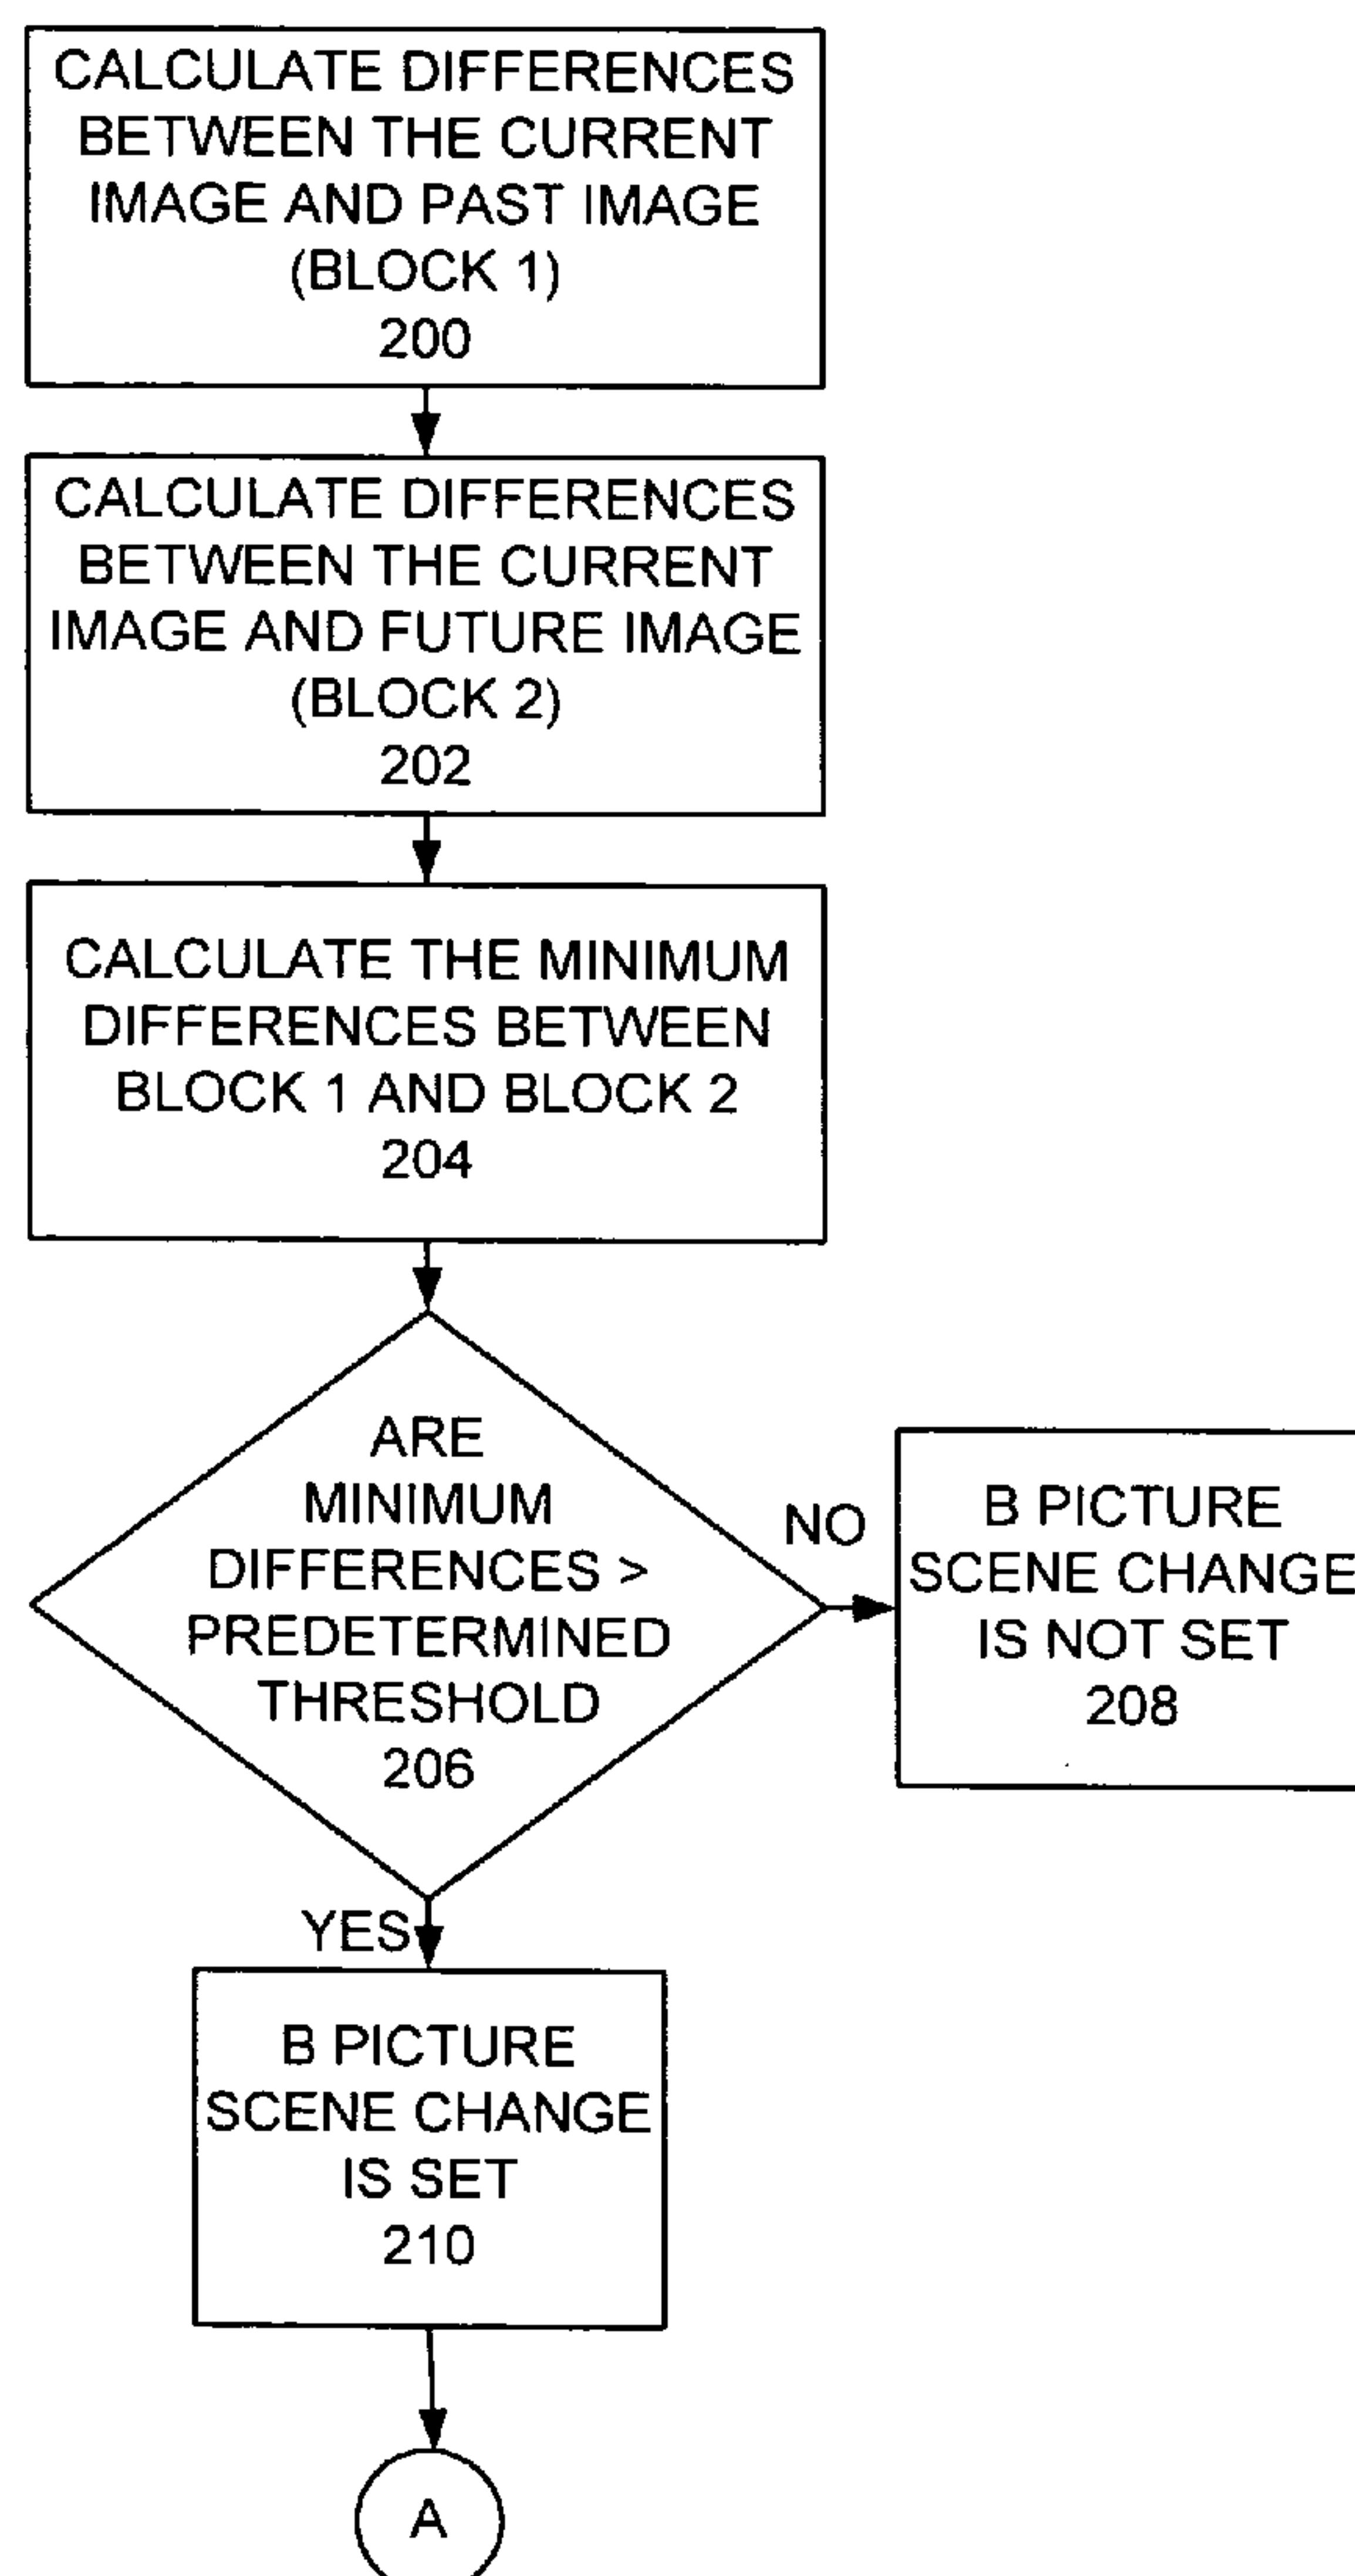 CALCULATE DIFFERENCES
BETWEEN THE CURRENT
IMAGE AND PAST IMAGE
(BLOCK 1)
200
CALCULATE DIFFERENCES
BETWEEN THE CURRENT
IMAGE AND FUTURE IMAGE
(BLOCK 2)
202
CALCULATE THE MINIMUM
DIFFERENCES BETWEEN
BLOCK 1 AND BLOCK 2
204
ARE
MINIMUM
DIFFERENCES >
PREDETERMINED
THRESHOLD
206
NO
B PICTURE
SCENE CHANGE
IS NOT SET
208
YES
B PICTURE
SCENE CHANGE
IS SET
210
A